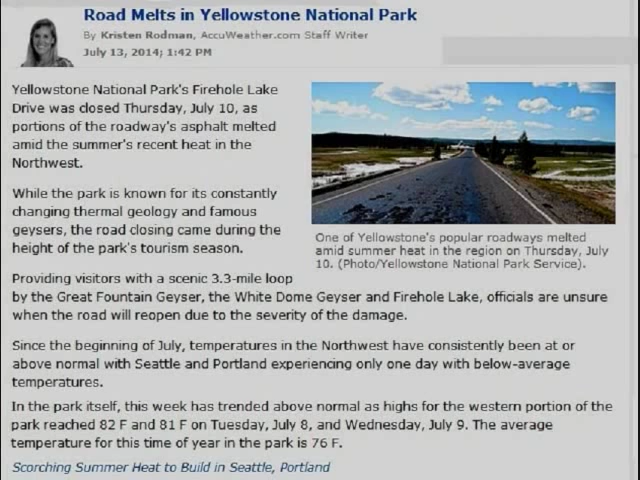 Road Melts in Yellowstone National Park
By Kristen Rodman, AccuWeather.com Staff Writer
July 13, 2014; 1:42 PM
Yellowstone National Park's Firehole Lake
Drive was closed Thursday, July 10, as
portions of the roadway's asphalt melted
amid the summer's recent heat in the
Northwest.
While the park is known for its constantly
changing thermal geology and famous
geysers, the road closing came during the
height of the park's tourism season.
One of Yellowstone's popular roadways melted
amid summer heat in the region on Thursday, July
10. (Photo/Yellowstone National Park Service).
Providing visitors with a scenic 3.3-mile loop
by the Great Fountain Geyser, the White Dome Geyser and Firehole Lake, officials are unsure
when the road will reopen due to the severity of the damage.
Since the beginning of July, temperatures in the Northwest have consistently been at or
above normal with Seattle and Portland experiencing only one day with below-average
temperatures.
In the park itself, this week has trended above normal as highs for the western portion of the
park reached 82 F and 81 F on Tuesday, July 8, and Wednesday, July 9. The average
temperature for this time of year in the park is 76 F.
Scorching Summer Heat to Build in Seattle, Portland